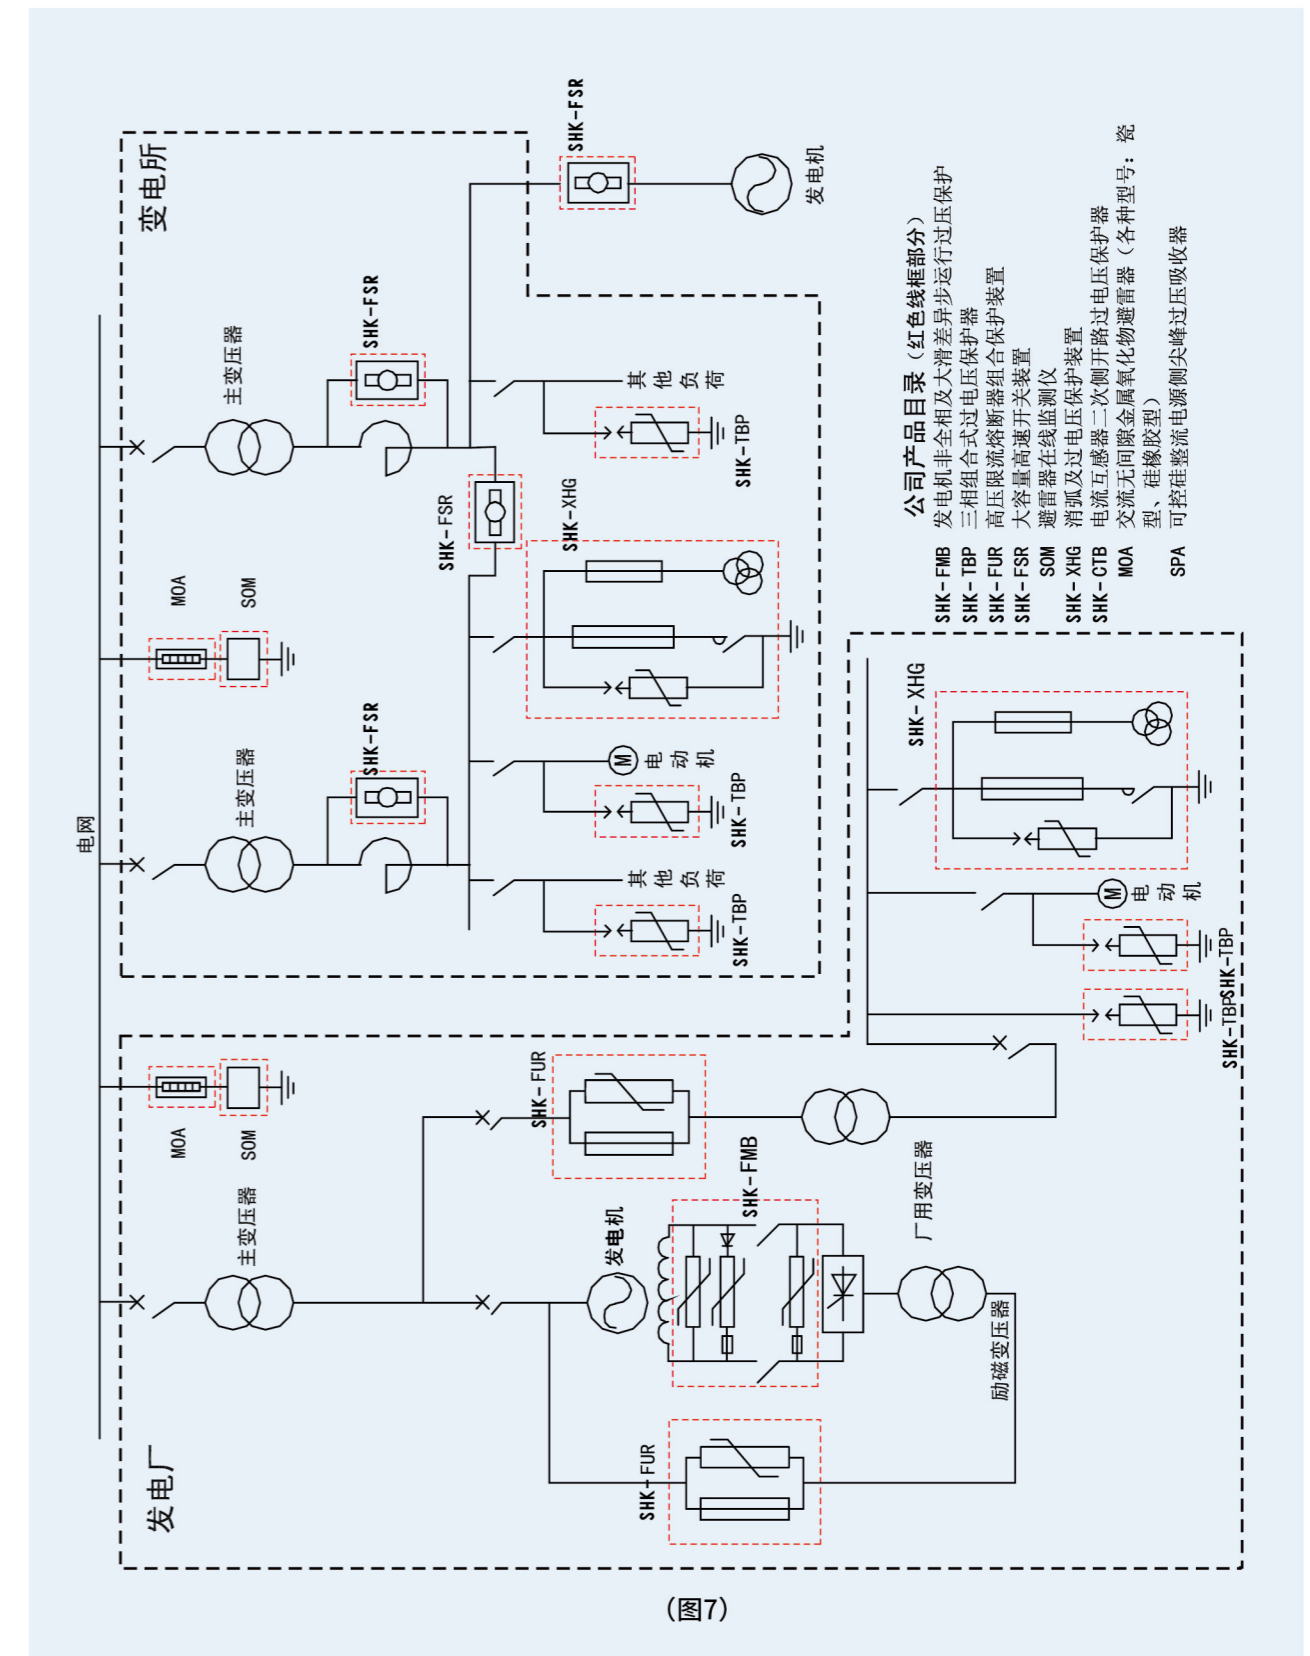 电网
变电所
主变压器
SHK-FSR
MOA
SOM
主变压器
SHK-FSR
SHK-FSR
SHK-FSR
发电机
其他负荷
SHK-TBP
M
电动机
SHK-TBP
SHK-XHG
其他负荷
SHK-TBP
发电厂
主变压器
MOA
SOM
SHK-FUR
发电机
SHK-FMB
SHK-FUR
励磁变压器
厂用变压器
SHK-TBP
SHK-TBP
M
电动机
SHK-XHG
公司产品目录（红色线框部分）
SHK-FMB 发电机非全相及大滑差异步运行过压保护
SHK-TBP 三相组合式过电压保护器
SHK-FUR 高压限流熔断器组合保护装置
SHK-FSR 大容量高速开关装置
SOM 避雷器在线监测仪
SHK-XHG 消弧及过电压保护装置
SHK-CTB 电流互感器二次侧开路过电压保护器
MOA 交流无间隙金属氧化物避雷器（各种型号：瓷
型、硅橡胶型）
SPA 可控硅整流电源侧尖峰过压吸收器
（图7）